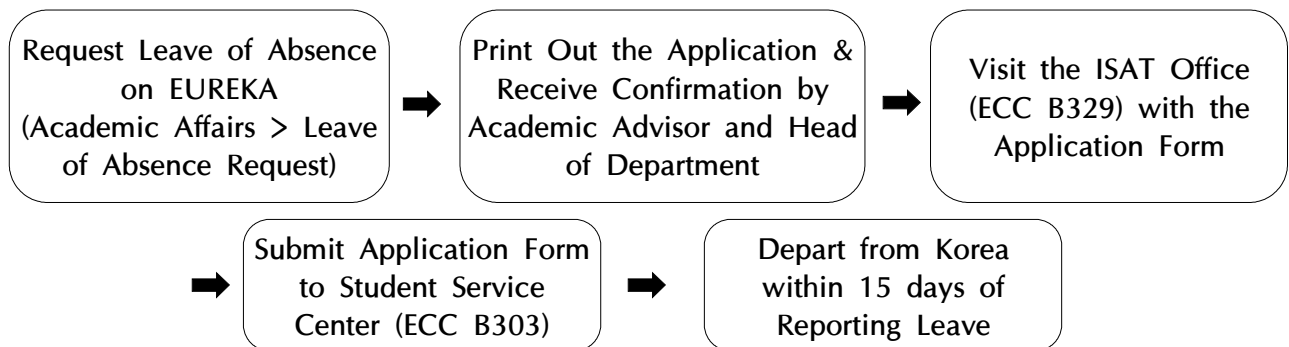 Request Leave of Absence
on EUREKA
(Academic Affairs > Leave
of Absence Request)
Print Out the Application &
Receive Confirmation by
Academic Advisor and Head
of Department
Visit the ISAT Office
(ECC B329) with the
Application Form
Submit Application Form
to Student Service
Center (ECC B303)
Depart from Korea
within 15 days of
Reporting Leave